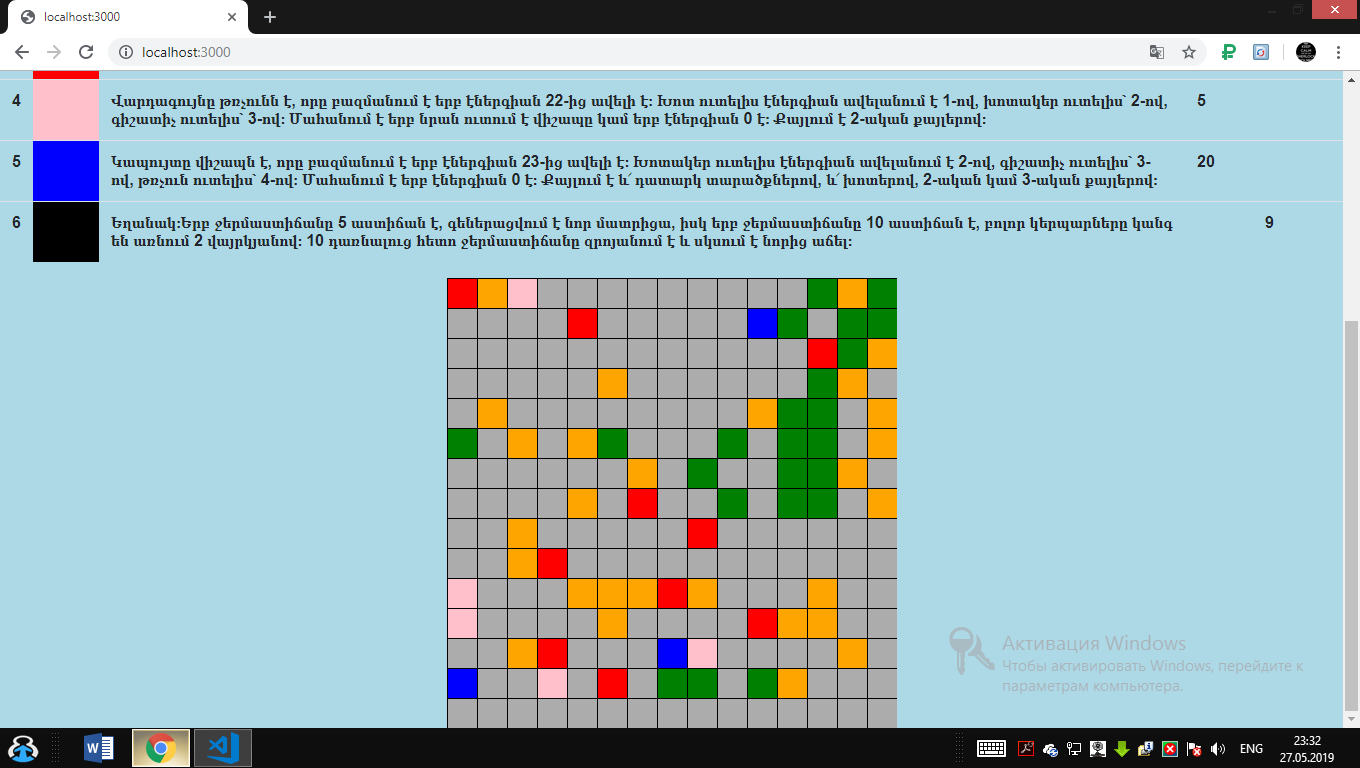 localhost:3000
localhost:3000
4 Վարդագույնը թռչունն է, որը բազմանում է երբ էներգիան 22-ից ավելի է: Խոտ ուտելիս էներգիան ավելանում է 1-ով, խոտակեր ուտելիս՝ 2-ով, 5
գիշատիչ ուտելիս՝ 3-ով: Մահանում է երբ նրան ուտում է վիշապը կամ երբ էներգիան 0 է: Քայլում է 2-ական քայլերով:
5 Կապույտը վիշապն է, որը բազմանում է երբ էներգիան 23-ից ավելի է: Խոտակեր ուտելիս էներգիան ավելանում է 2-ով, գիշատիչ ուտելիս՝ 3- 20
ով, թռչուն ուտելիս՝ 4-ով: Մահանում է երբ էներգիան 0 է: Քայլում է և՛ դատարկ տարածքներով, և՛ խոտերով, 2-ական կամ 3-ական քայլերով:
6 Եղանակ:Երբ ջերմաստիճանը 5 աստիճան է, գեներացվում է նոր մատրիցա, իսկ երբ ջերմաստիճանը 10 աստիճան է, բոլոր կերպարները կանգ 9
են առնում 2 վայրկյանով: 10 դառնալուց հետո ջերմաստիճանը զրոյանում է և սկսում է նորից աճել:
Активация Windows
Чтобы активировать Windows, перейдите к
параметрам компьютера.
ENG
23:32
27.05.2019